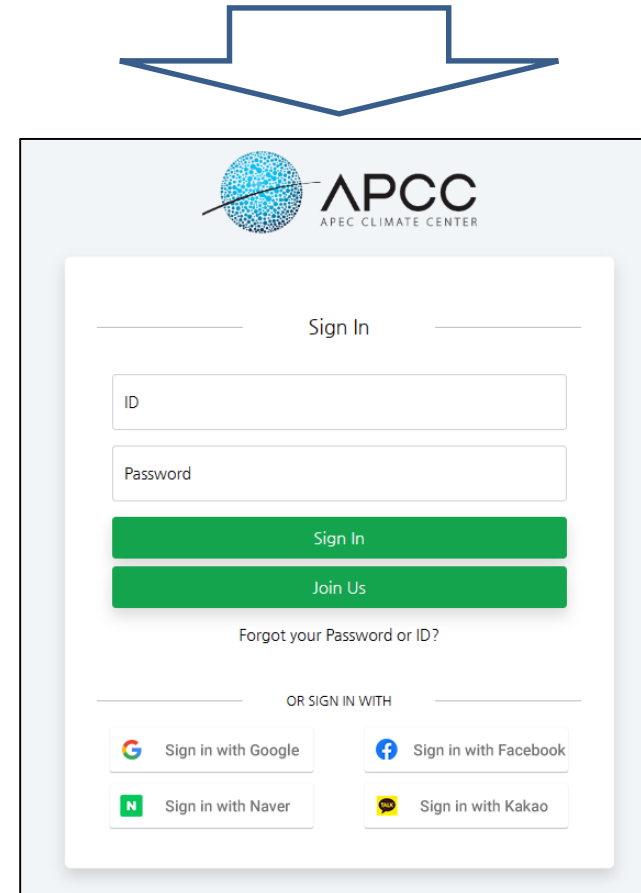 APCC
APEC CLIMATE CENTER
Sign In
ID
Password
Sign In
Join Us
Forgot your Password or ID?
OR SIGN IN WITH
G Sign in with Google f Sign in with Facebook
N Sign in with Naver TALK Sign in with Kakao